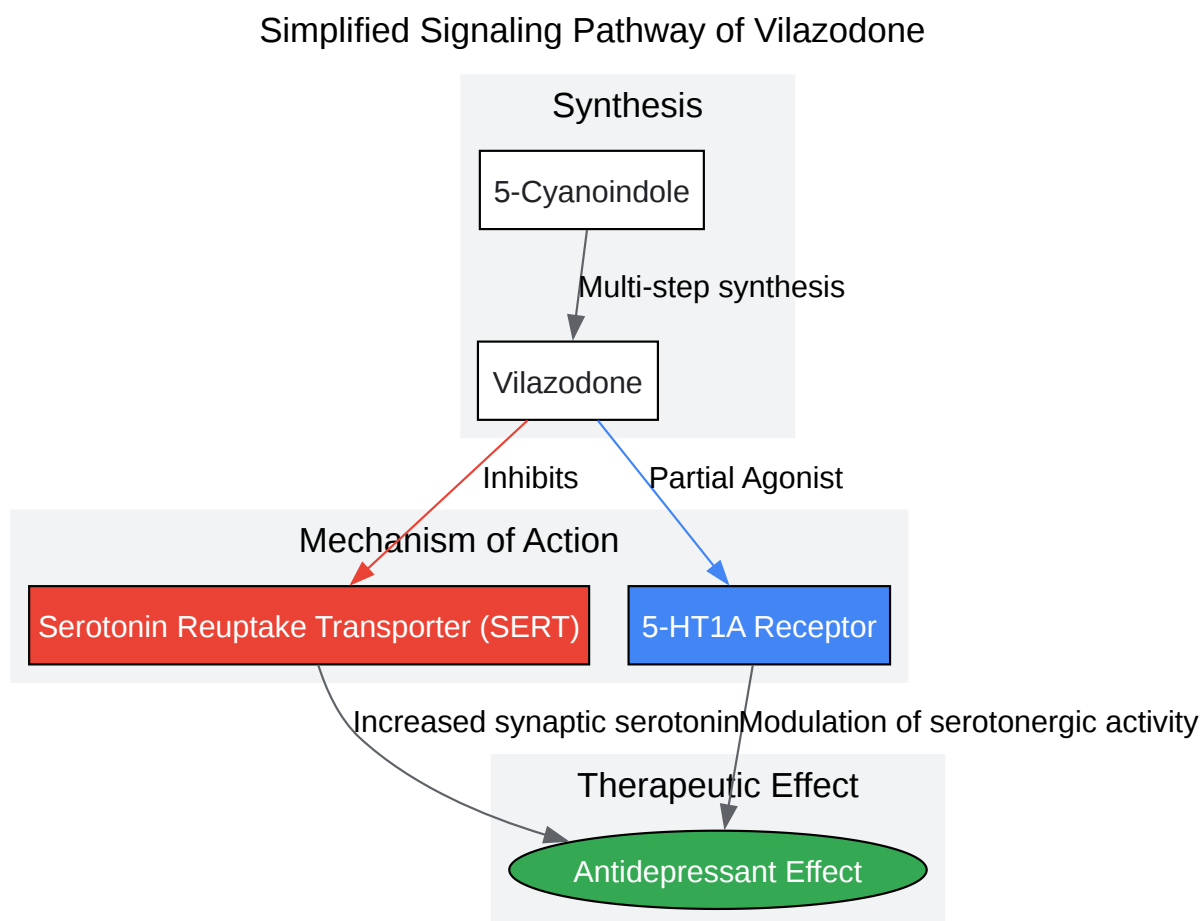 Simplified Signaling Pathway of Vilazodone
Synthesis
5-Cyanoindole
Multi-step synthesis
Vilazodone
Inhibits
Partial Agonist
Mechanism of Action
Serotonin Reuptake Transporter (SERT)
5-HT1A Receptor
Increased synaptic serotonin
Modulation of serotonergic activity
Therapeutic Effect
Antidepressant Effect